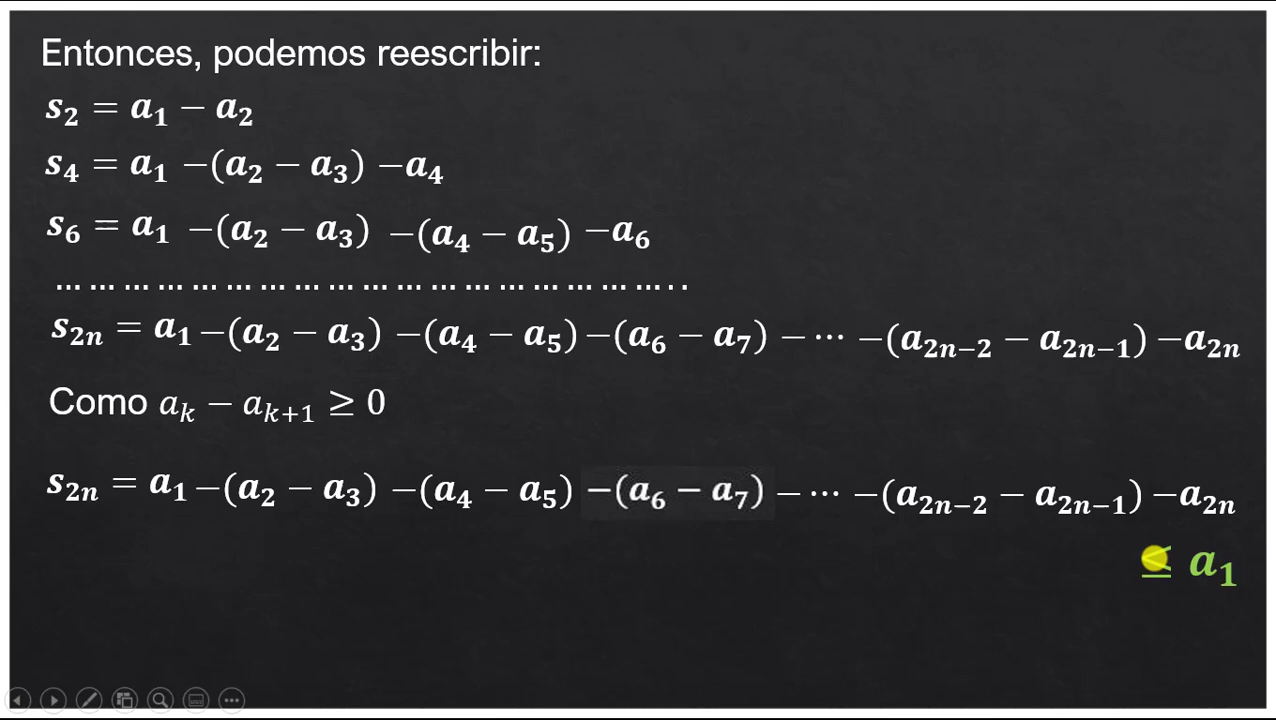 Entonces, podemos reescribir:
s₂ = a₁ − a₂
s₄ = a₁ −(a₂ − a₃) −a₄
s₆ = a₁ −(a₂ − a₃) −(a₄ − a₅) −a₆
... ... ... ... ... ... ... ... ... ... ... ... ... ... ... ... ... ... . .
s₂ₙ = a₁ −(a₂ − a₃) −(a₄ − a₅) −(a₆ − a₇) − ⋯ −(a₂ₙ₋₂ − a₂ₙ₋₁) −a₂ₙ
Como aₖ − aₖ₊₁ ≥ 0
s₂ₙ = a₁ −(a₂ − a₃) −(a₄ − a₅) −(a₆ − a₇) − ⋯ −(a₂ₙ₋₂ − a₂ₙ₋₁) −a₂ₙ
≤ a₁